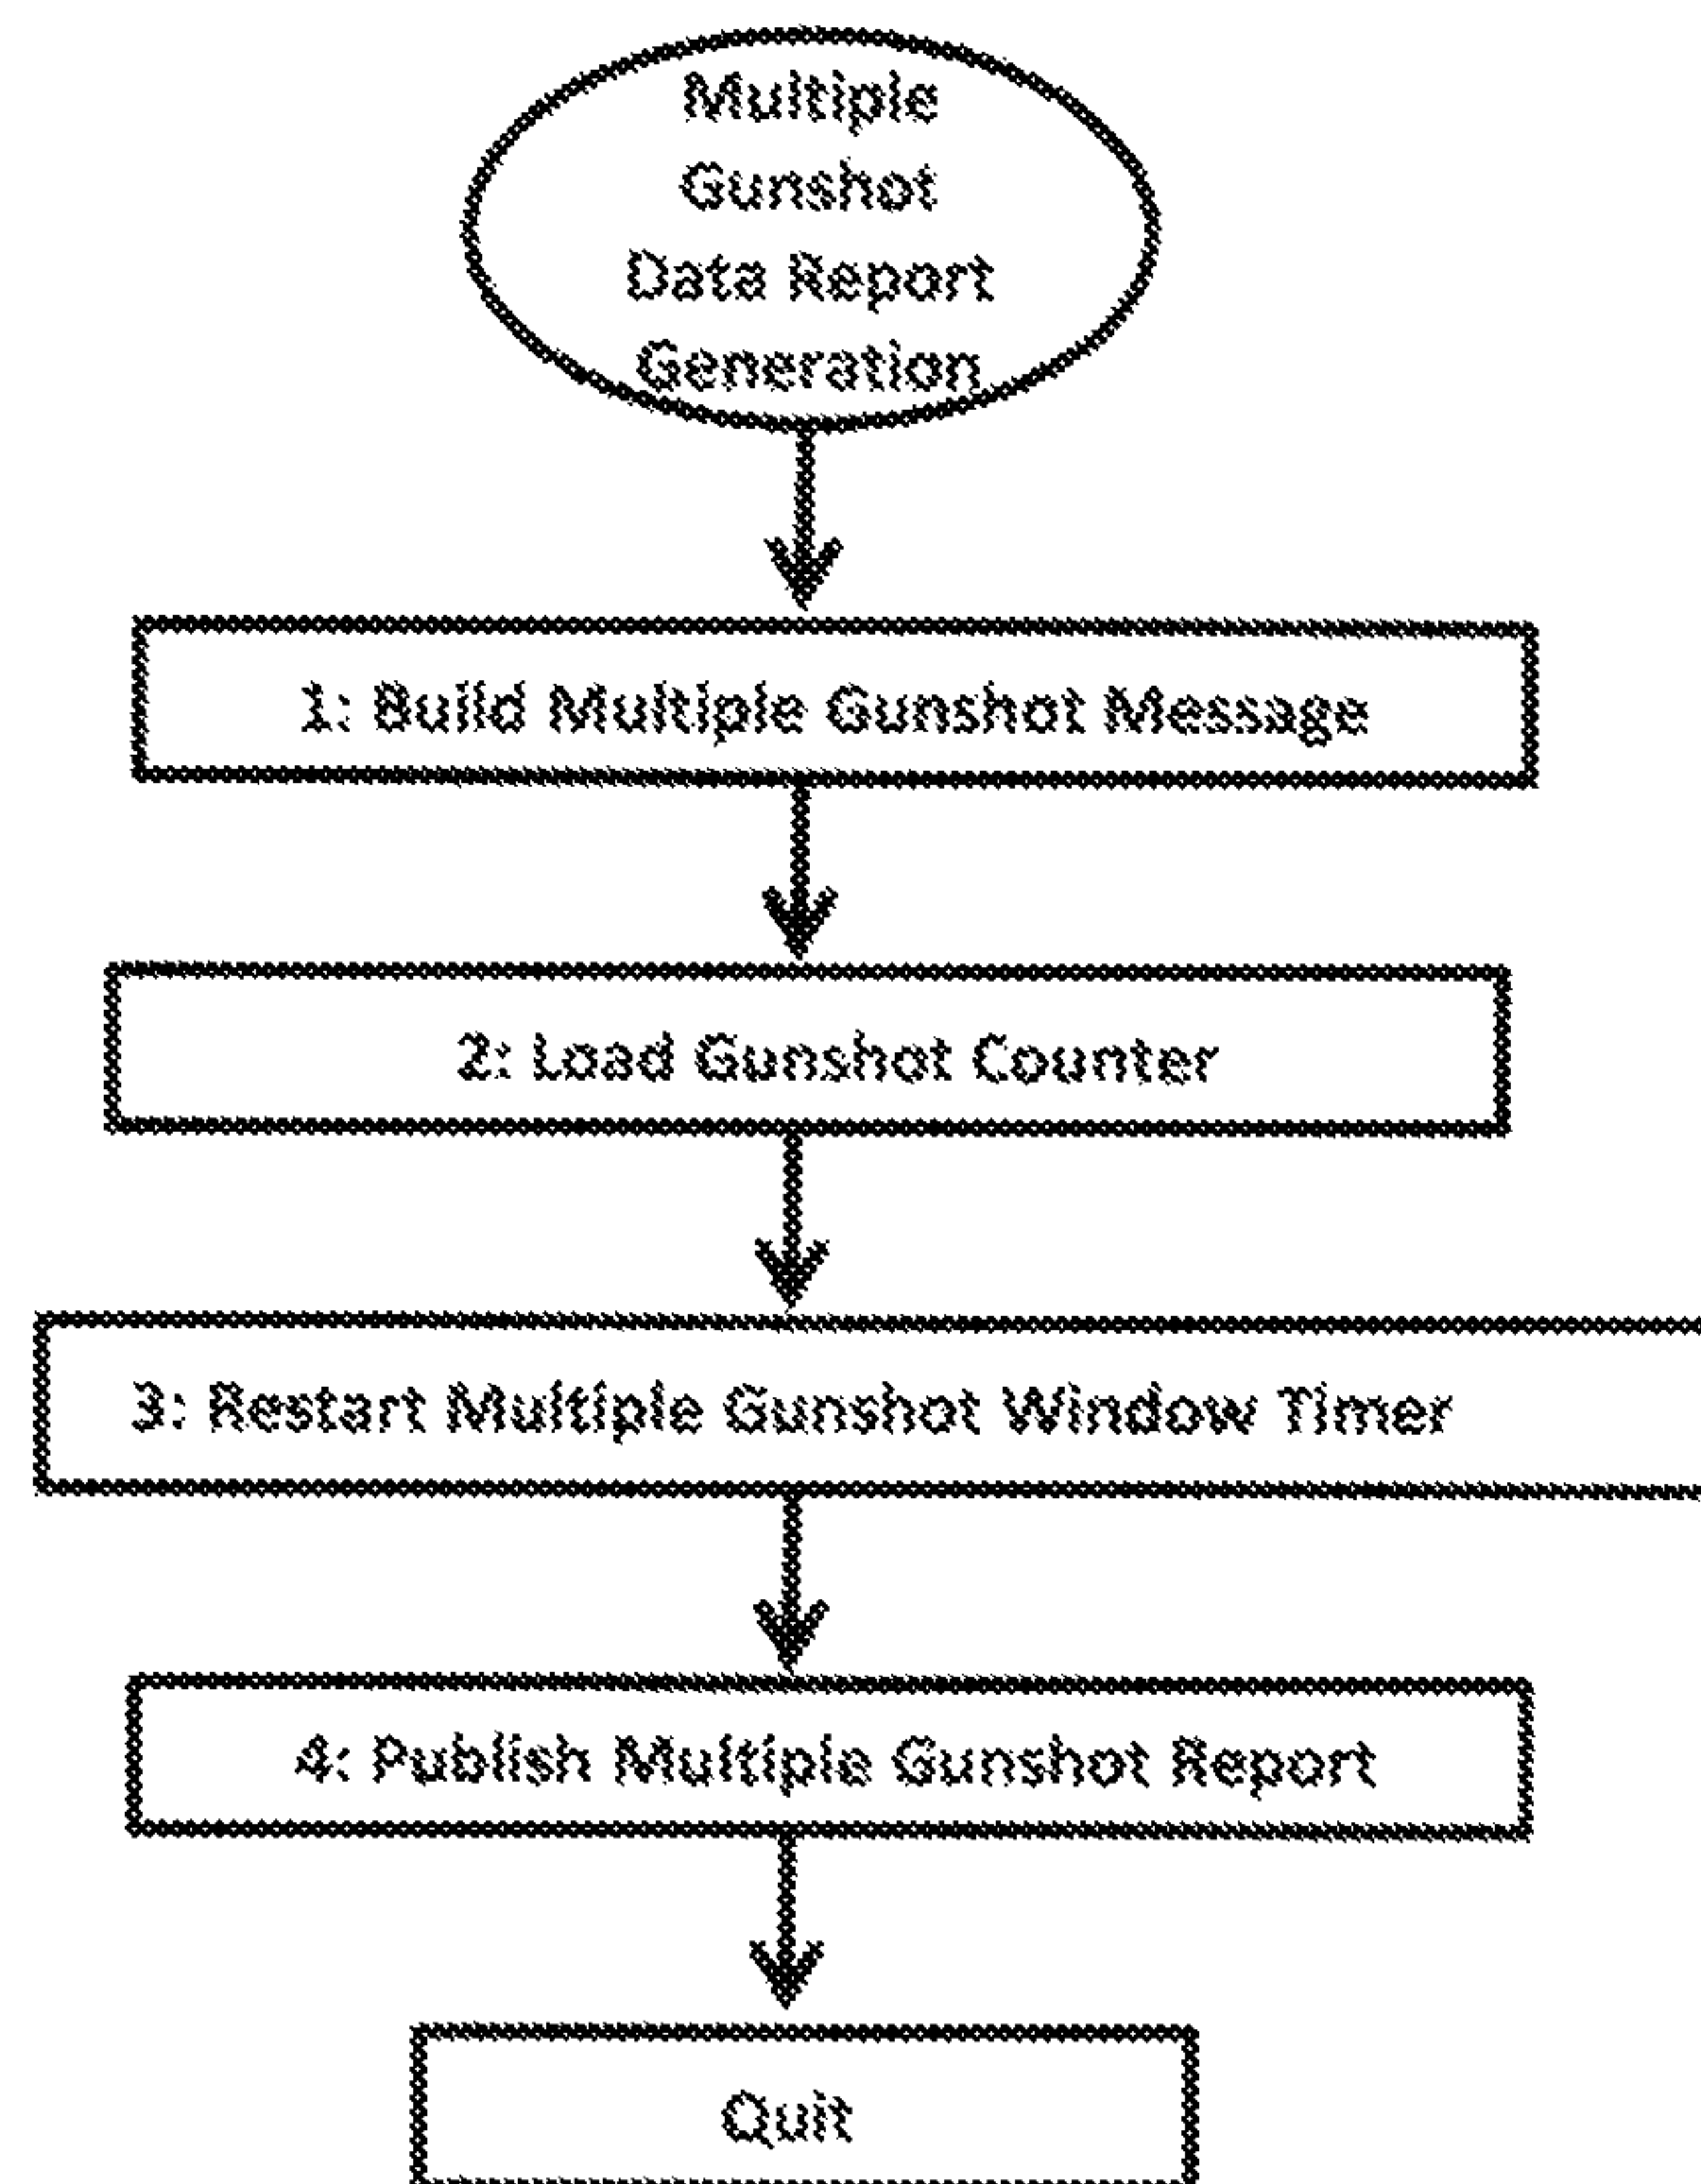 Multiple
Gunshot
Data Report
Generation
1: Build Multiple Gunshot Message
2: Load Gunshot Counter
3: Restart Multiple Gunshot Window Timer
4: Publish Multiple Gunshot Report
Quit